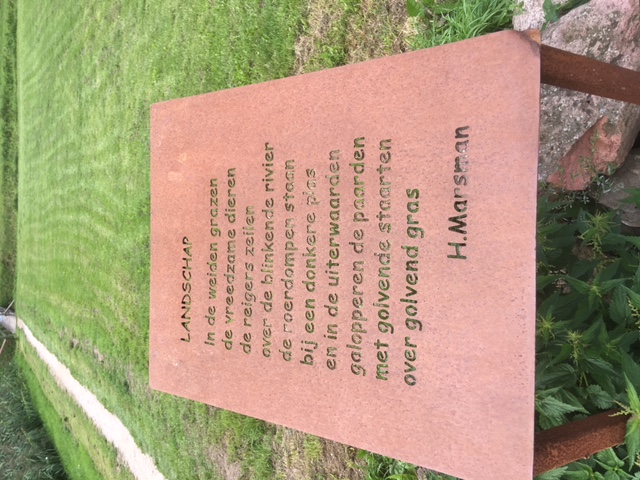 LANDSCHAP
In de weiden grazen
de vreedzame dieren
de reigers zeilen
over de blinkende rivier
de roerdompen staan
bij een donkere plas
en in de uiterwaarden
galopperen de paarden
met golvende staarten
over golvend gras
H.Marsman